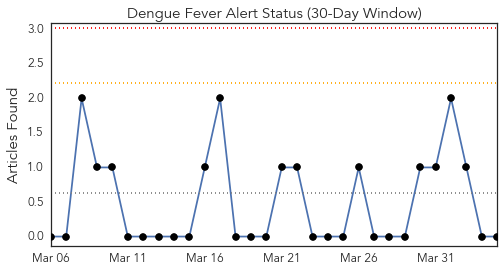 Dengue Fever Alert Status (30-Day Window)
Articles Found
3.0
2.5
2.0
1.5
1.0
0.5
0.0
Mar 06 Mar 11 Mar 16 Mar 21 Mar 26 Mar 31